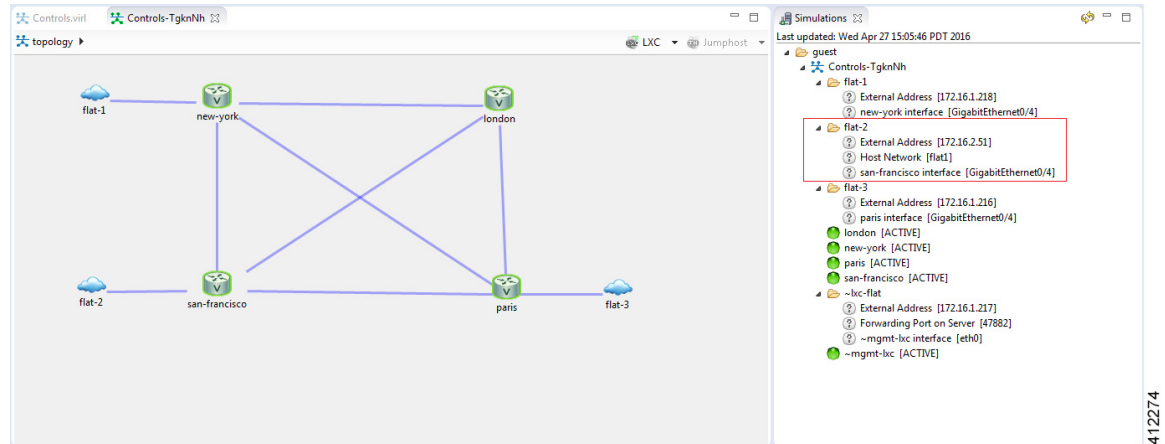 Controls.virl
Controls-TgknNh
topology
LXC
Jumphost
flat-1
new-york
london
flat-2
san-francisco
paris
flat-3
Simulations
Last updated: Wed Apr 27 15:05:46 PDT 2016
guest
Controls-TgknNh
flat-1
External Address [172.16.1.218]
new-york interface [GigabitEthernet0/4]
flat-2
External Address [172.16.2.51]
Host Network [flat1]
san-francisco interface [GigabitEthernet0/4]
flat-3
External Address [172.16.1.216]
paris interface [GigabitEthernet0/4]
london [ACTIVE]
new-york [ACTIVE]
paris [ACTIVE]
san-francisco [ACTIVE]
~lxc-flat
External Address [172.16.1.217]
Forwarding Port on Server [47882]
~mgmt-lxc interface [eth0]
~mgmt-lxc [ACTIVE]
412274